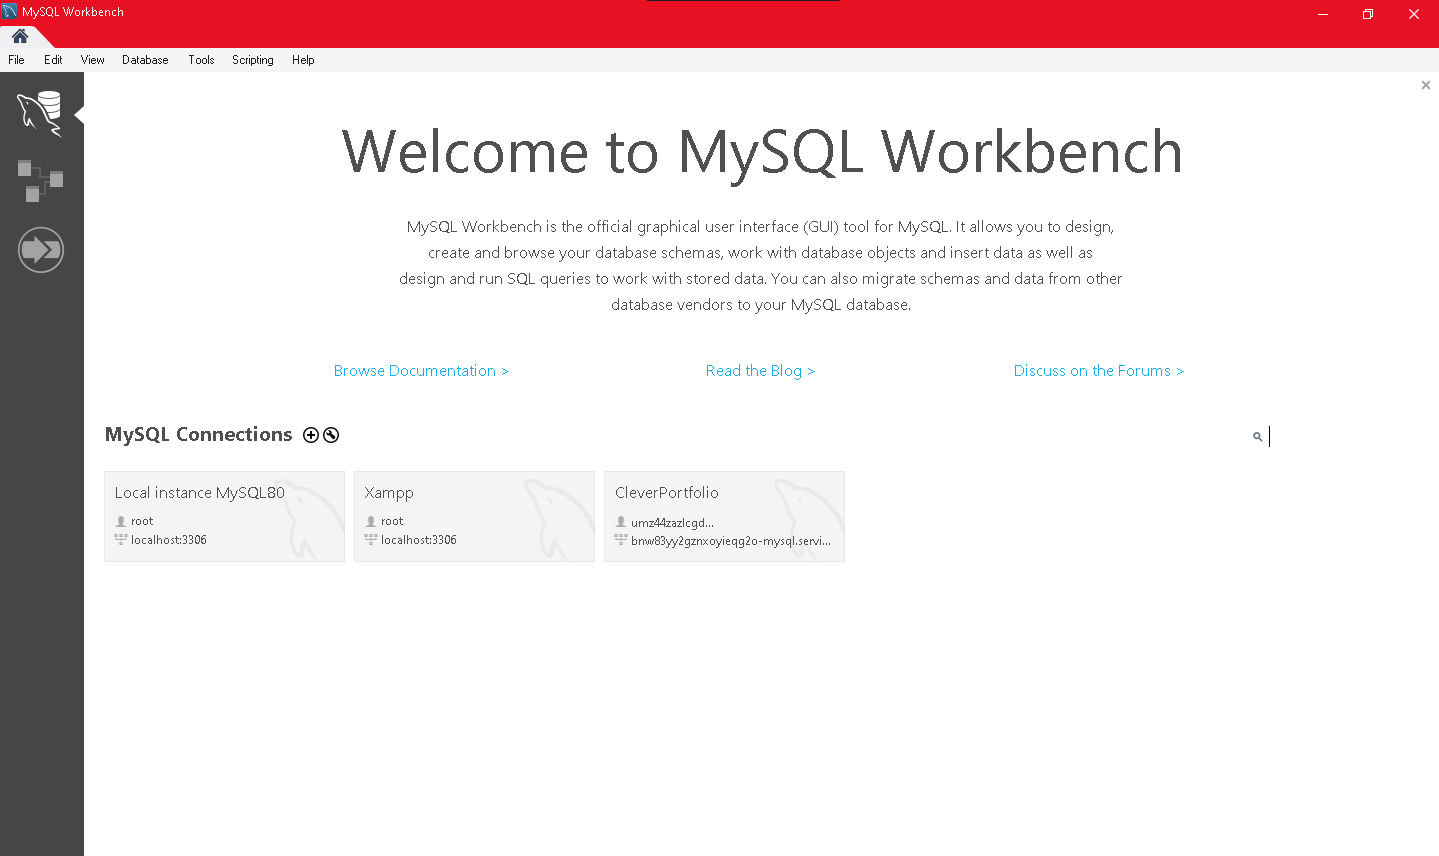 MySQL Workbench
File Edit View Database Tools Scripting Help
Welcome to MySQL Workbench
MySQL Workbench is the official graphical user interface (GUI) tool for MySQL. It allows you to design,
create and browse your database schemas, work with database objects and insert data as well as
design and run SQL queries to work with stored data. You can also migrate schemas and data from other
database vendors to your MySQL database.
Browse Documentation > Read the Blog > Discuss on the Forums >
MySQL Connections
Local instance MySQL80
root
localhost:3306
Xampp
root
localhost:3306
CleverPortfolio
umz44zazlcgd...
bnw83yy2gznxoyieqg2o-mysql.servi...